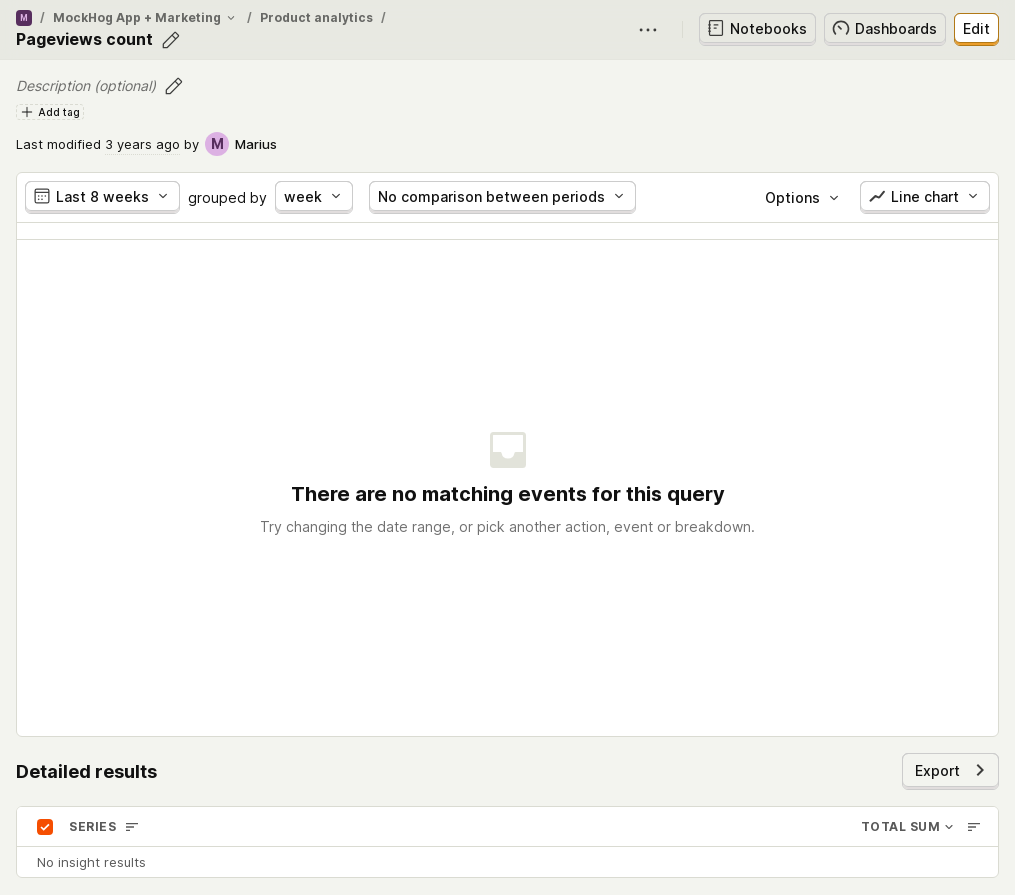 M / MockHog App + Marketing / Product analytics /
Pageviews count
Notebooks
Dashboards
Edit
Description (optional)
Add tag
Last modified 3 years ago by M Marius
Last 8 weeks grouped by week No comparison between periods Options Line chart
There are no matching events for this query
Try changing the date range, or pick another action, event or breakdown.
Detailed results
Export
SERIES TOTAL SUM
No insight results